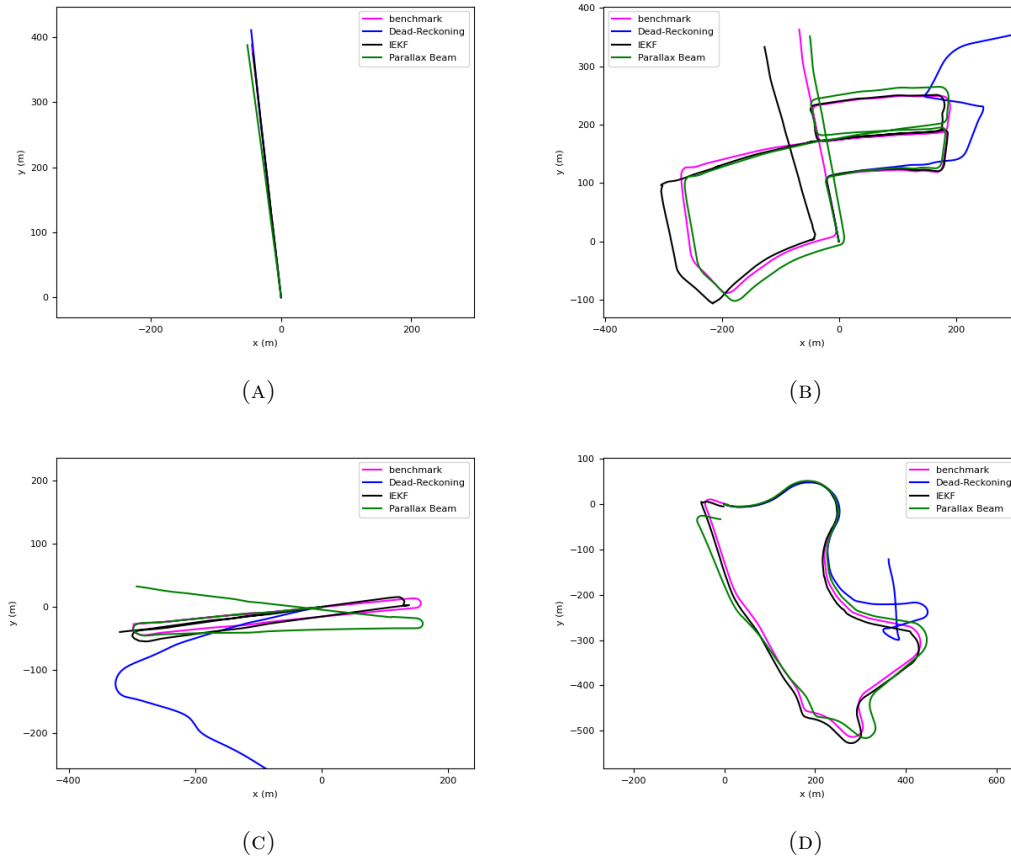 benchmark
Dead-Reckoning
IEKF
Parallax Beam
400
300
200
100
0
y (m)
−200
0
200
x (m)
(A)
benchmark
Dead-Reckoning
IEKF
Parallax Beam
400
300
200
100
0
−100
y (m)
−400
−200
0
200
x (m)
(B)
benchmark
Dead-Reckoning
IEKF
Parallax Beam
200
100
0
−100
−200
y (m)
−400
−200
0
200
x (m)
(C)
benchmark
Dead-Reckoning
IEKF
Parallax Beam
100
0
−100
−200
−300
−400
−500
y (m)
−200
0
200
400
600
x (m)
(D)